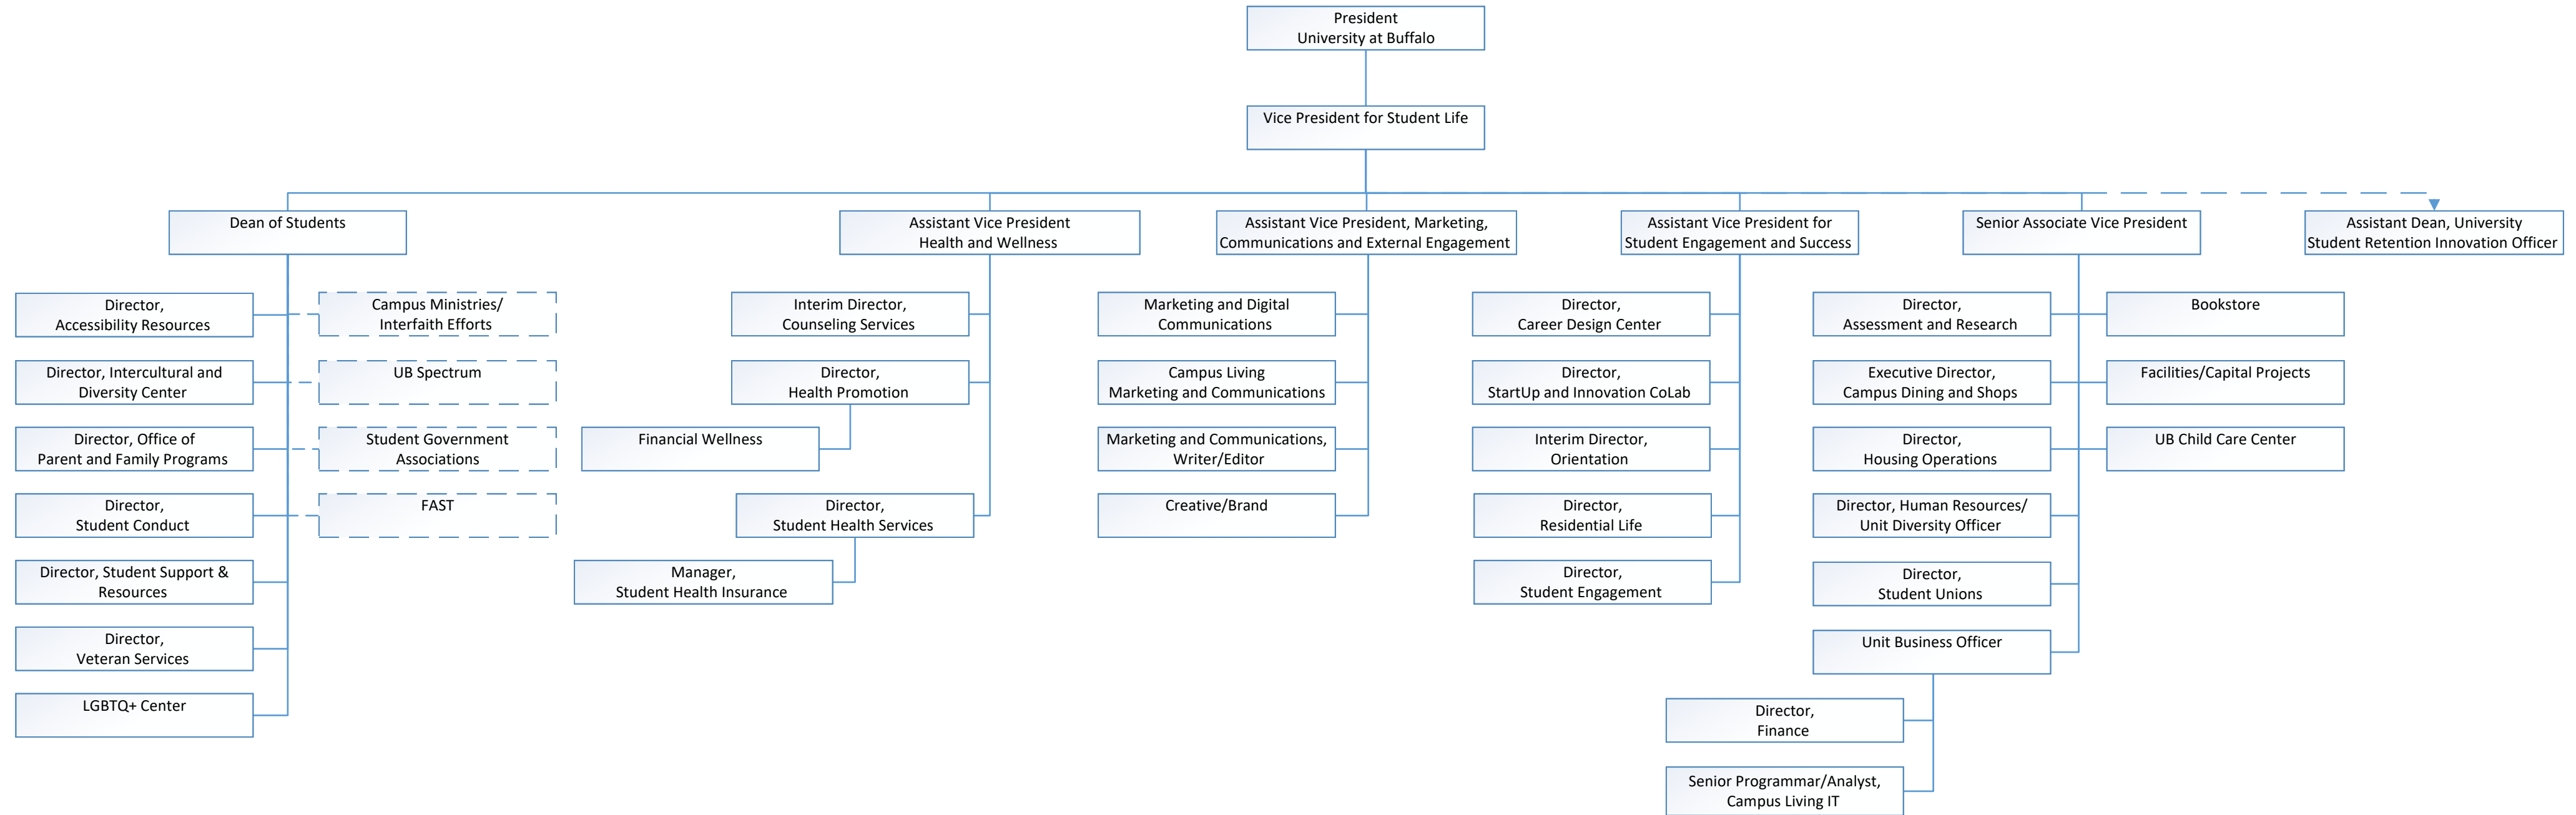 President
University at Buffalo
Vice President for Student Life
Dean of Students
Assistant Vice President
Health and Wellness
Assistant Vice President, Marketing,
Communications and External Engagement
Assistant Vice President for
Student Engagement and Success
Senior Associate Vice President
Assistant Dean, University
Student Retention Innovation Officer
Director,
Accessibility Resources
Director, Intercultural and
Diversity Center
Director, Office of
Parent and Family Programs
Director,
Student Conduct
Director, Student Support &
Resources
Director,
Veteran Services
LGBTQ+ Center
Campus Ministries/
Interfaith Efforts
UB Spectrum
Student Government
Associations
FAST
Interim Director,
Counseling Services
Director,
Health Promotion
Financial Wellness
Director,
Student Health Services
Manager,
Student Health Insurance
Marketing and Digital
Communications
Campus Living
Marketing and Communications
Marketing and Communications,
Writer/Editor
Creative/Brand
Director,
Career Design Center
Director,
StartUp and Innovation CoLab
Interim Director,
Orientation
Director,
Residential Life
Director,
Student Engagement
Director,
Assessment and Research
Executive Director,
Campus Dining and Shops
Director,
Housing Operations
Director, Human Resources/
Unit Diversity Officer
Director,
Student Unions
Unit Business Officer
Director,
Finance
Senior Programmar/Analyst,
Campus Living IT
Bookstore
Facilities/Capital Projects
UB Child Care Center